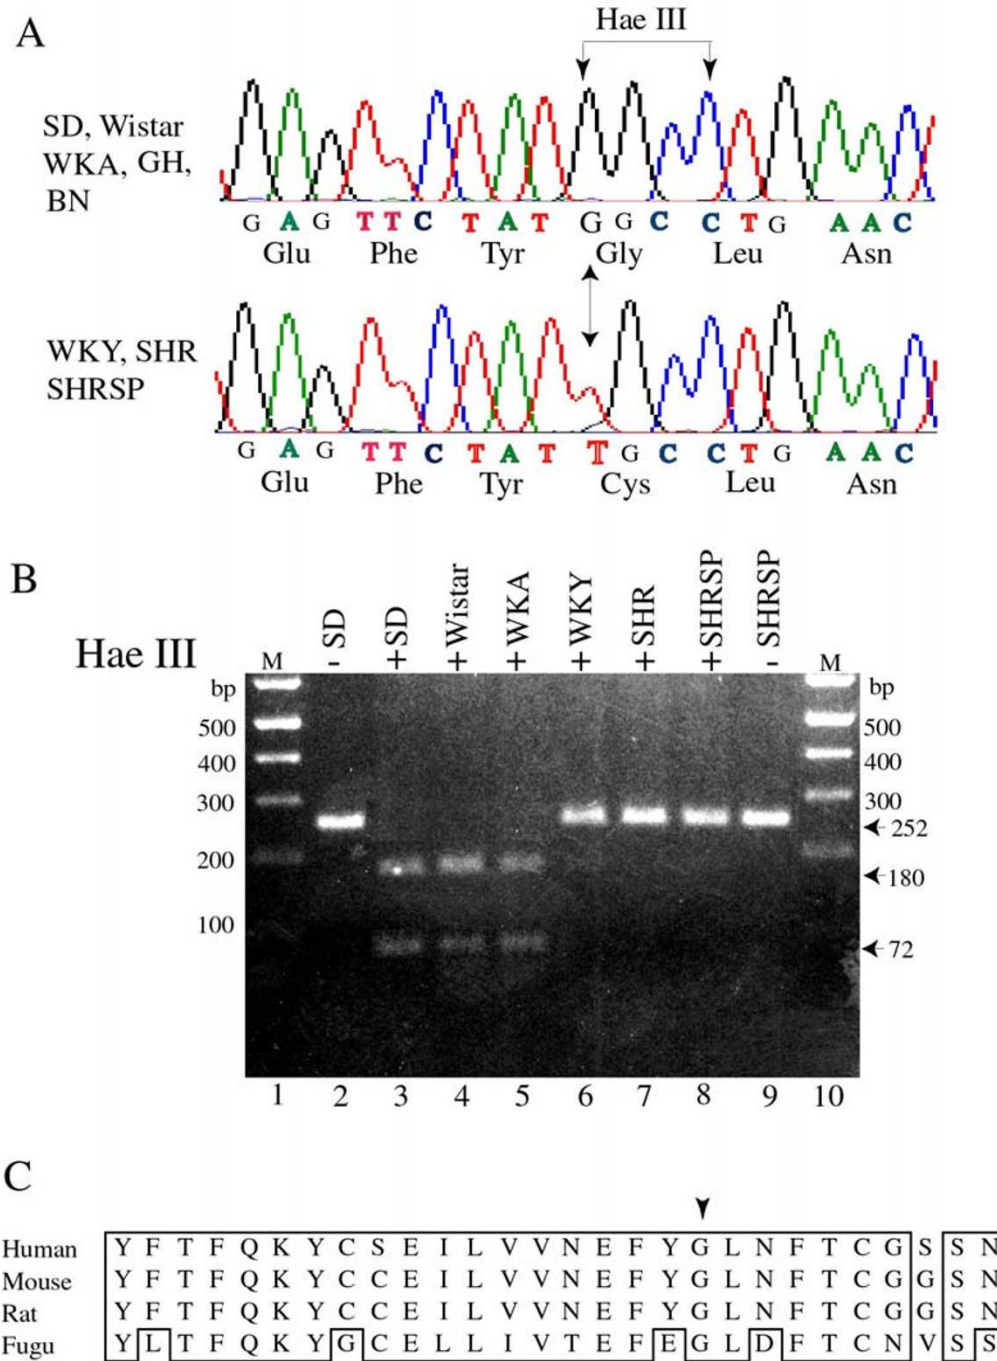 A
Hae III
SD, Wistar
WKA, GH,
BN
G A G T T C T A T G G C C T G A A C
Glu Phe Tyr Gly Leu Asn
WKY, SHR
SHRSP
G A G T T C T A T T G C C T G A A C
Glu Phe Tyr Cys Leu Asn
B
SD SD Wistar WKA WKY SHR SHRSP SHRSP
Hae III M - + + + + + + - M
bp bp
500 500
400 400
300 300
252
200
180
100
72
1 2 3 4 5 6 7 8 9 10
C
Human Y F T F Q K Y C S E I L V V N E F Y G L N F T C G S S N
Mouse Y F T F Q K Y C C E I L V V N E F Y G L N F T C G G S N
Rat Y F T F Q K Y C C E I L V V N E F Y G L N F T C G G S N
Fugu Y L T F Q K Y G C E L L I V T E F E G L D F T C N V S S